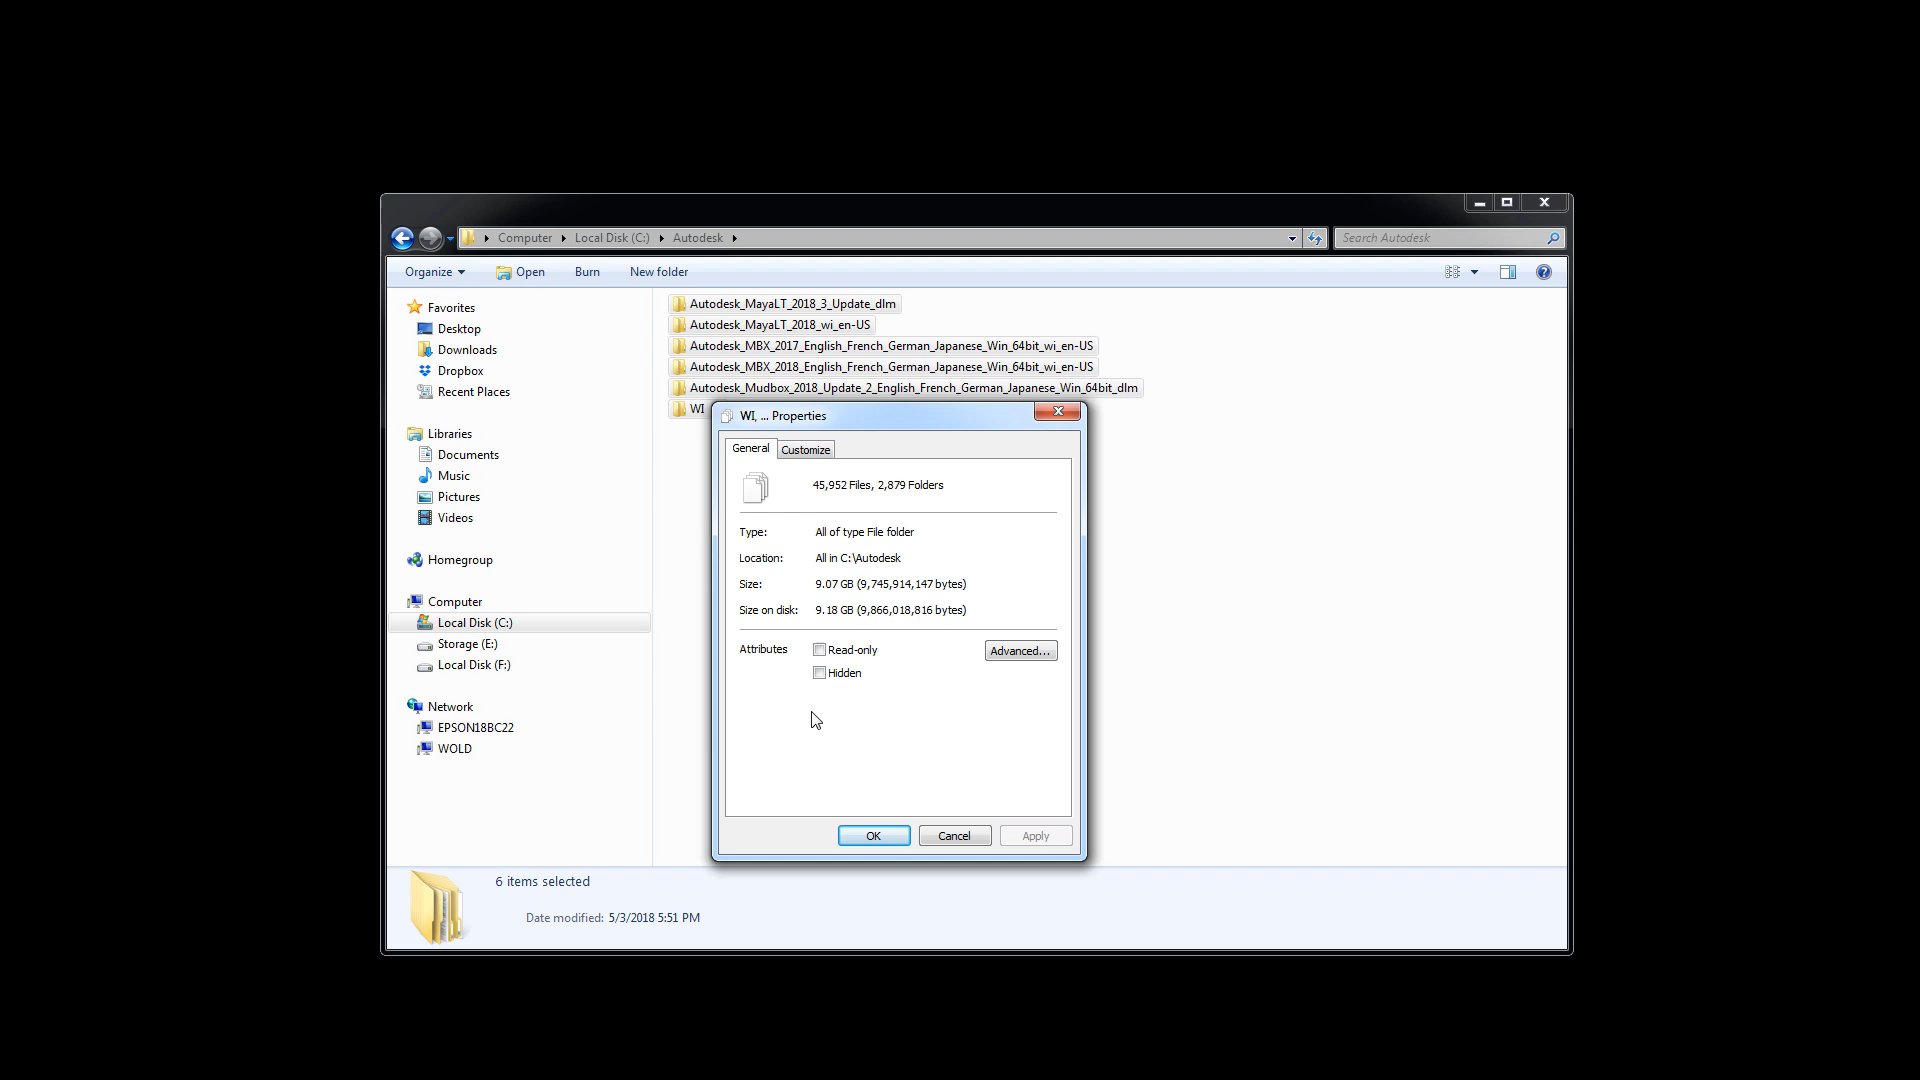 Computer
Local Disk (C:)
Autodesk
Search Autodesk
Organize
Open
Burn
New folder
Favorites
Desktop
Downloads
Dropbox
Recent Places
Libraries
Documents
Music
Pictures
Videos
Homegroup
Computer
Local Disk (C:)
Storage (E:)
Local Disk (F:)
Network
EPSON18BC22
WOLD
Autodesk_MayaLT_2018_3_Update_dlm
Autodesk_MayaLT_2018_wi_en-US
Autodesk_MBX_2017_English_French_German_Japanese_Win_64bit_wi_en-US
Autodesk_MBX_2018_English_French_German_Japanese_Win_64bit_wi_en-US
Autodesk_Mudbox_2018_Update_2_English_French_German_Japanese_Win_64bit_dlm
WI
WI, ... Properties
General
Customize
45,952 Files, 2,879 Folders
Type: All of type File folder
Location: All in C:\Autodesk
Size: 9.07 GB (9,745,914,147 bytes)
Size on disk: 9.18 GB (9,866,018,816 bytes)
Attributes
Read-only
Advanced...
Hidden
OK
Cancel
Apply
6 items selected
Date modified: 5/3/2018 5:51 PM